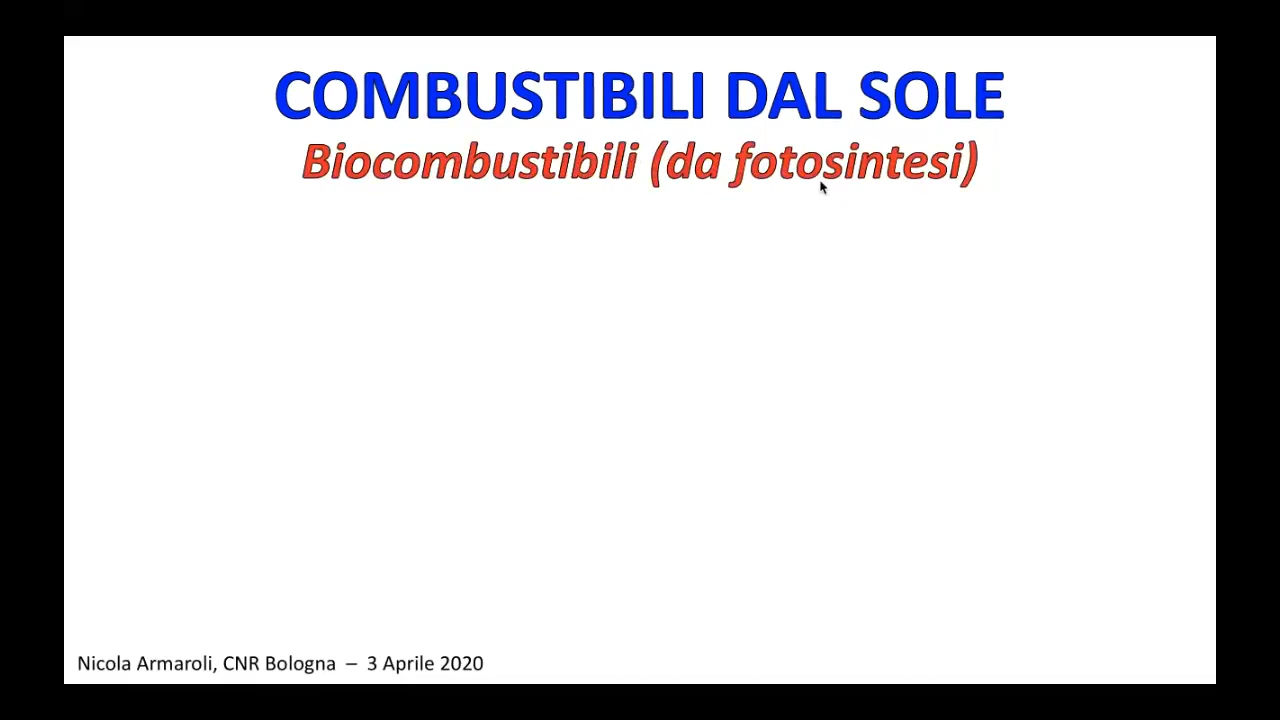 COMBUSTIBILI DAL SOLE
Biocombustibili (da fotosintesi)
Nicola Armaroli, CNR Bologna – 3 Aprile 2020